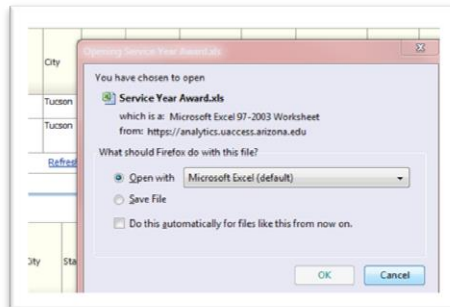 City
Tucson
Tucson
Refres
City Sta
Opening Service Year Award.xls
You have chosen to open
Service Year Award.xls
which is a: Microsoft Excel 97-2003 Worksheet
from: https://analytics.uaccess.arizona.edu
What should Firefox do with this file?
Open with Microsoft Excel (default)
Save File
Do this automatically for files like this from now on.
OK Cancel